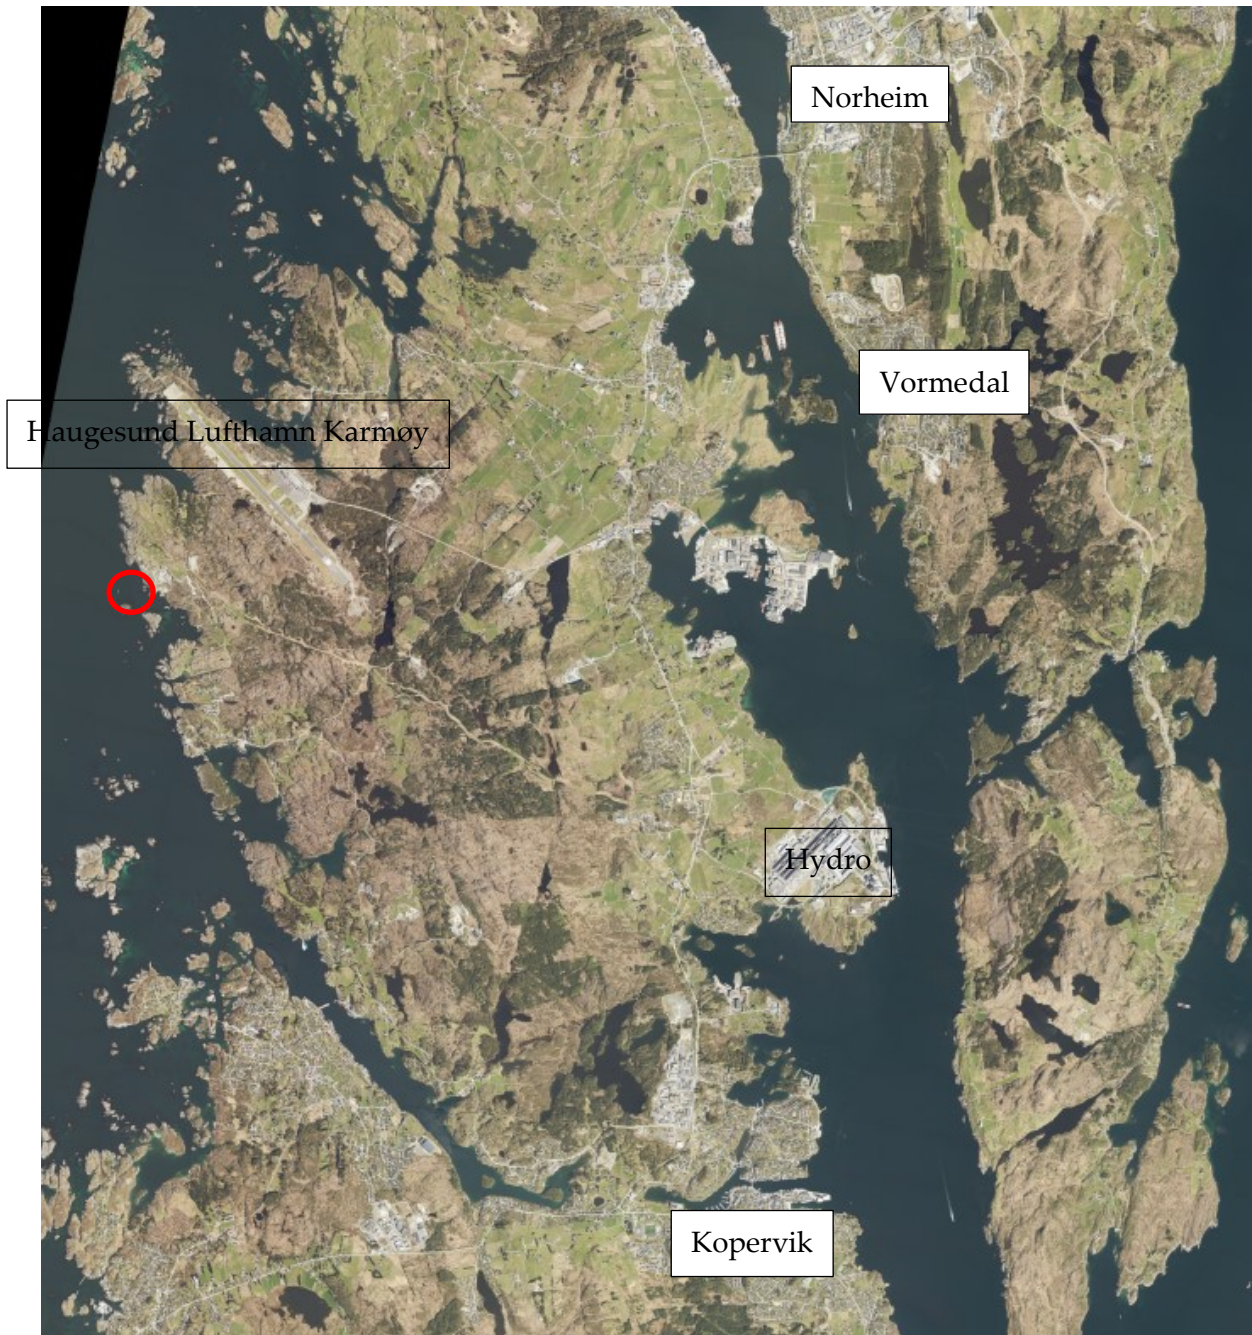 Norheim
Vormedal
Haugesund Lufthamn Karmøy
Hydro
Kopervik